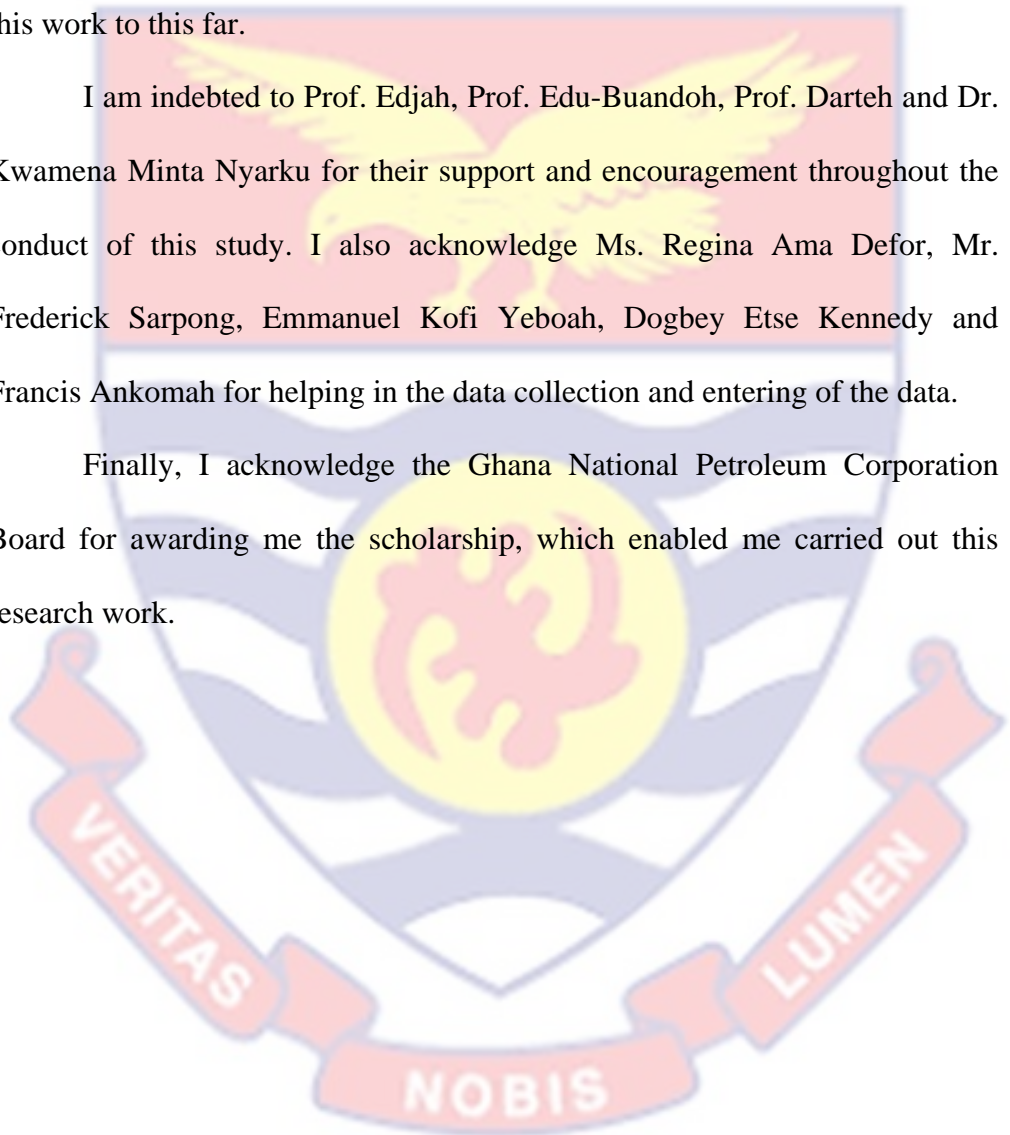 this work to this far.
I am indebted to Prof. Edjah, Prof. Edu-Buandoh, Prof. Darteh and Dr.
Kwamena Minta Nyarku for their support and encouragement throughout the
conduct of this study. I also acknowledge Ms. Regina Ama Defor, Mr.
Frederick Sarpong, Emmanuel Kofi Yeboah, Dogbey Etse Kennedy and
Francis Ankomah for helping in the data collection and entering of the data.
Finally, I acknowledge the Ghana National Petroleum Corporation
Board for awarding me the scholarship, which enabled me carried out this
research work.
VERITAS
NOBIS
LUMEN